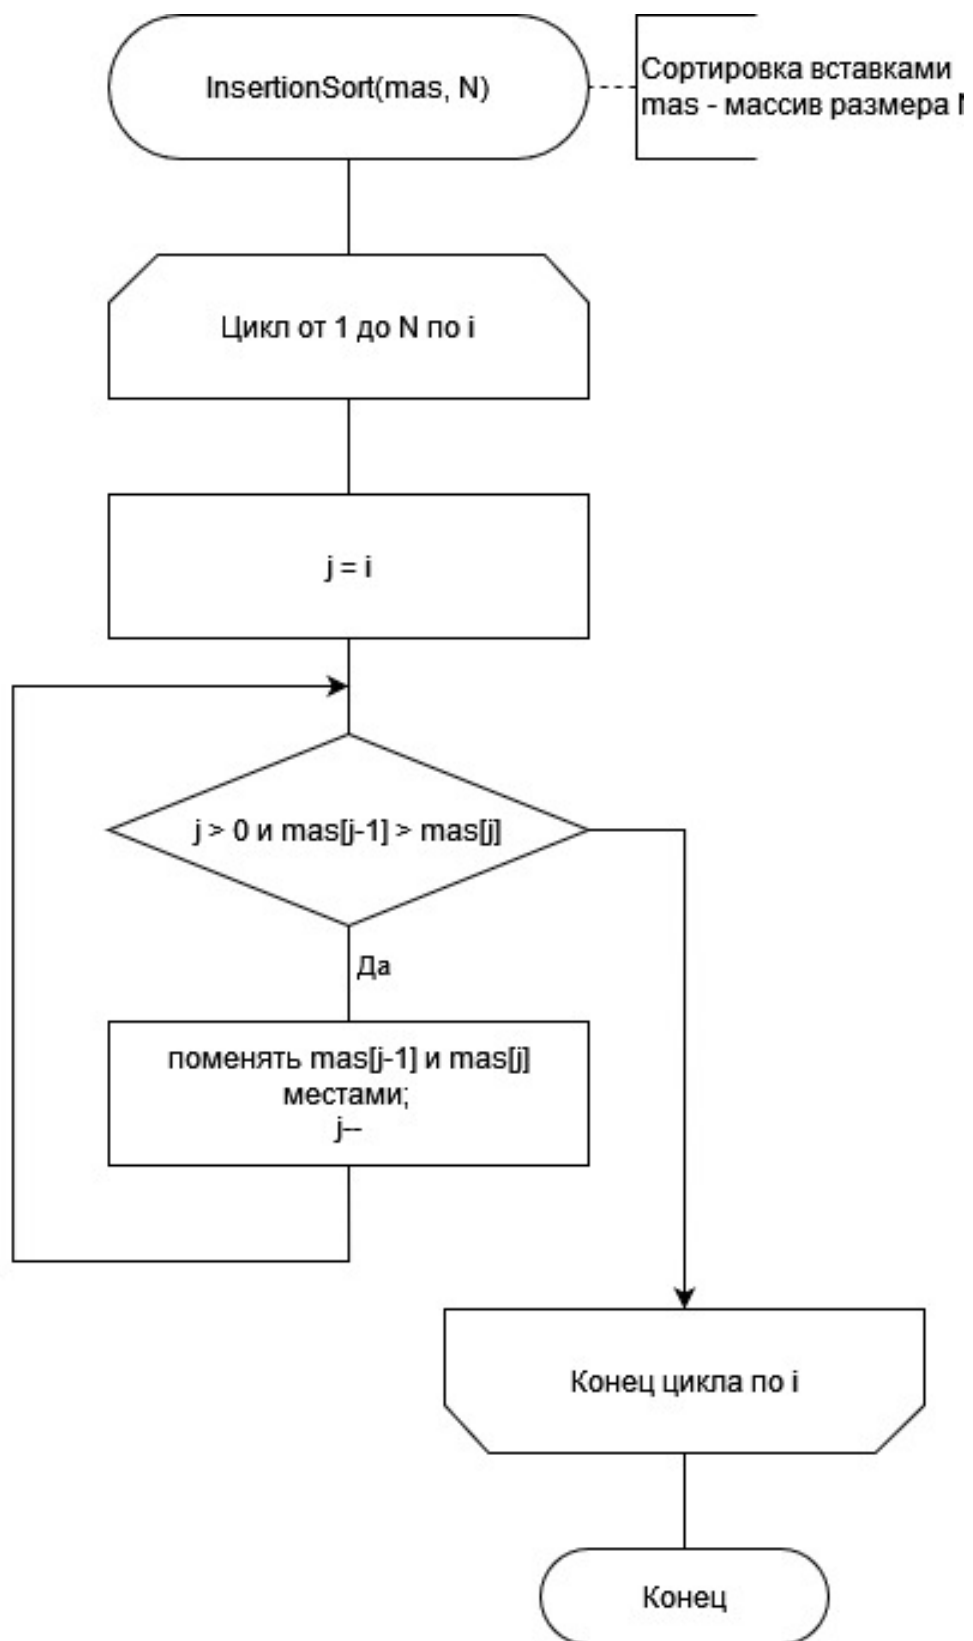 InsertionSort(mas, N)
Сортировка вставками
mas - массив размера N
Цикл от 1 до N по i
j = i
j > 0 и mas[j-1] > mas[j]
Да
поменять mas[j-1] и mas[j]
местами;
j--
Конец цикла по i
Конец